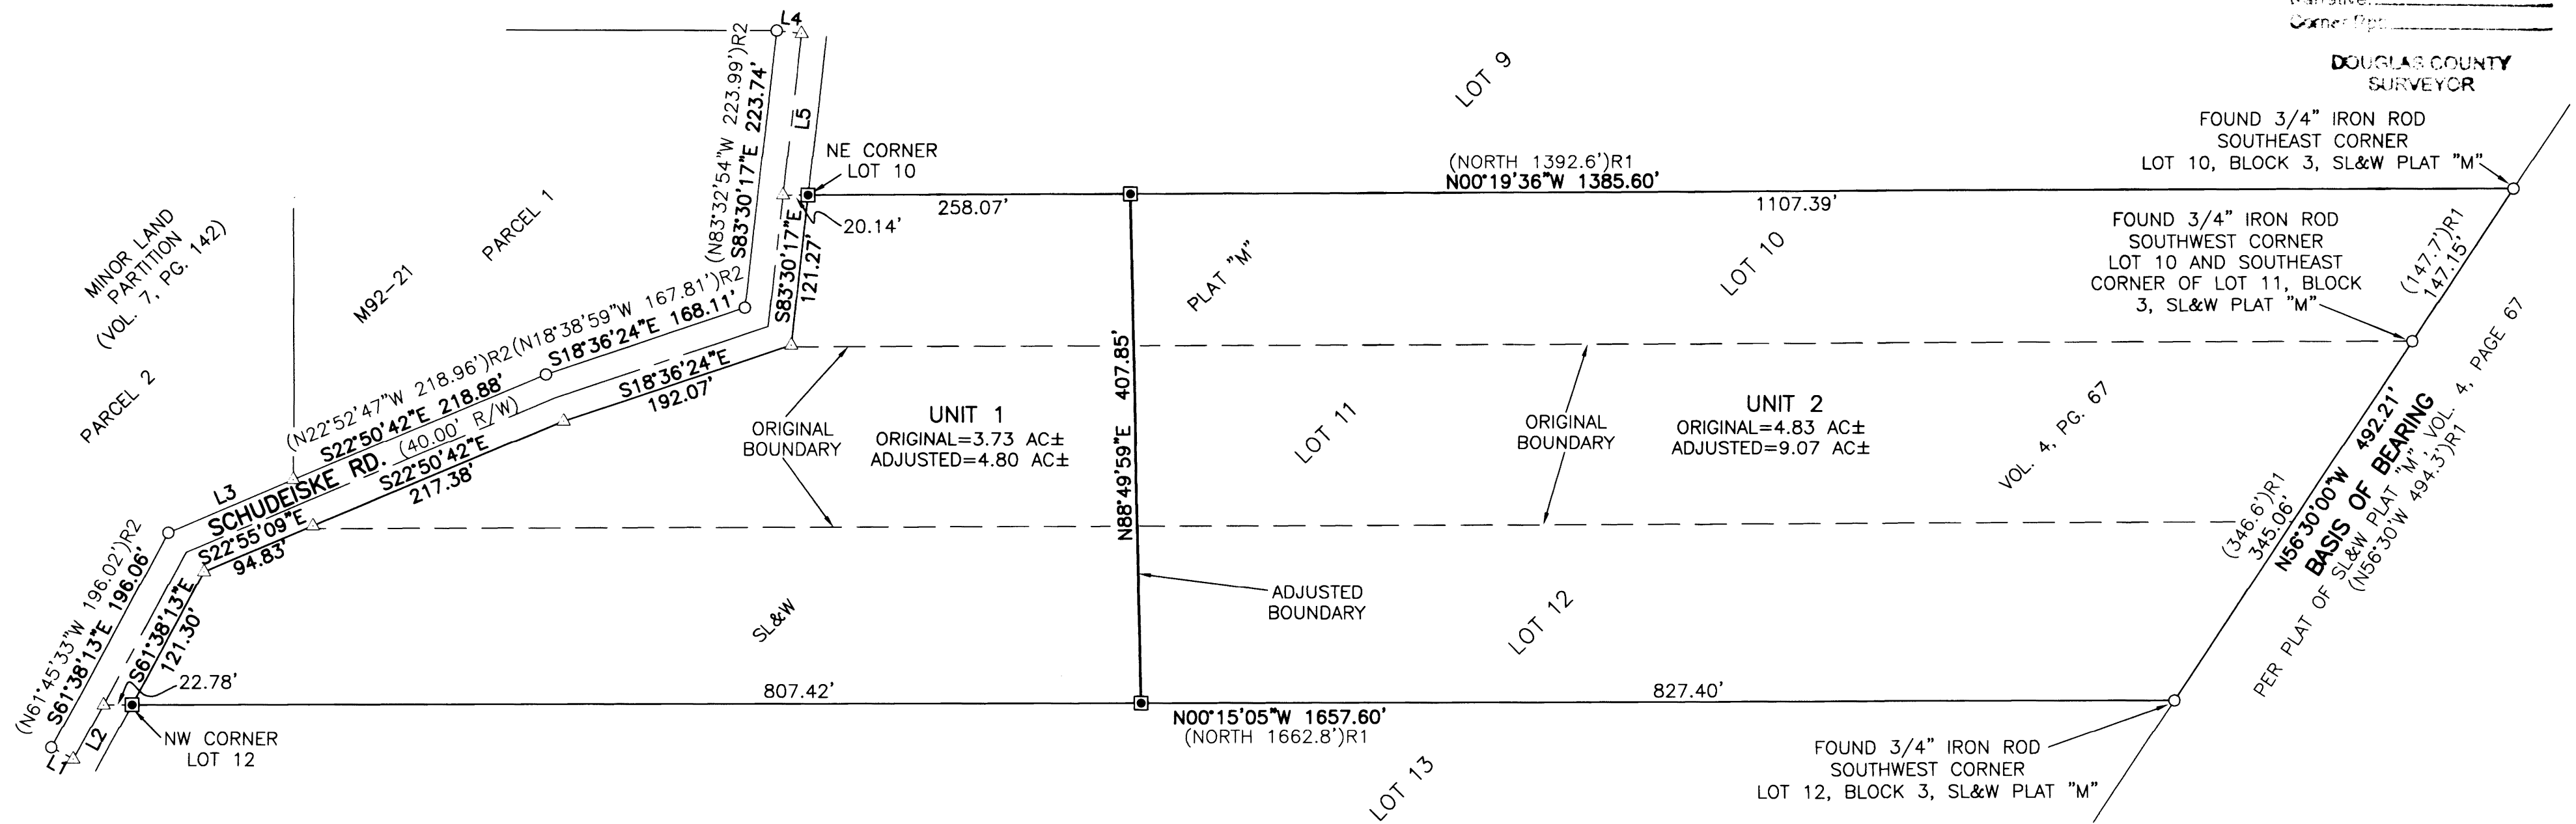 Corner Rpt
DOUGLAS COUNTY
SURVEYOR
L4
LOT 9
FOUND 3/4" IRON ROD
SOUTHEAST CORNER
LOT 10, BLOCK 3, SL&W PLAT "M"
(N83°32'54"W 223.99')R2
S83°30'17"E 223.74'
L5
NE CORNER
LOT 10
(NORTH 1392.6')R1
N00°19'36"W 1385.60'
258.07'
1107.39'
20.14'
S83°30'17"E
121.27'
MINOR LAND
PARTITION
(VOL. 7, PG. 142)
M92-21
PARCEL 1
PARCEL 2
PLAT "M"
LOT 10
FOUND 3/4" IRON ROD
SOUTHWEST CORNER
LOT 10 AND SOUTHEAST
CORNER OF LOT 11, BLOCK
3, SL&W PLAT "M"
(147.7')R1
147.15'
(N18°38'59"W 167.81')R2
S18°36'24"E 168.11'
(N22°52'47"W 218.96')R2
S22°50'42"E 218.88'
S18°36'24"E
192.07'
SCHUDEISKE RD. (40.00' R/W)
S22°50'42"E
217.38'
L3
S22°55'09"E
94.83'
ORIGINAL
BOUNDARY
UNIT 1
ORIGINAL=3.73 AC±
ADJUSTED=4.80 AC±
N88°49'59"E 407.85'
LOT 11
ORIGINAL
BOUNDARY
UNIT 2
ORIGINAL=4.83 AC±
ADJUSTED=9.07 AC±
VOL. 4, PG. 67
(346.6')R1
345.06'
N56°30'00"W 492.21'
BASIS OF BEARING
PER PLAT OF SL&W PLAT "M", VOL. 4, PAGE 67
(N56°30'W 494.3')R1
(N61°45'33"W 196.02')R2
S61°38'13"E 196.06'
S61°38'13"E
121.30'
22.78'
L2
L1
NW CORNER
LOT 12
SL&W
807.42'
ADJUSTED
BOUNDARY
LOT 12
827.40'
N00°15'05"W 1657.60'
(NORTH 1662.8')R1
LOT 13
FOUND 3/4" IRON ROD
SOUTHWEST CORNER
LOT 12, BLOCK 3, SL&W PLAT "M"